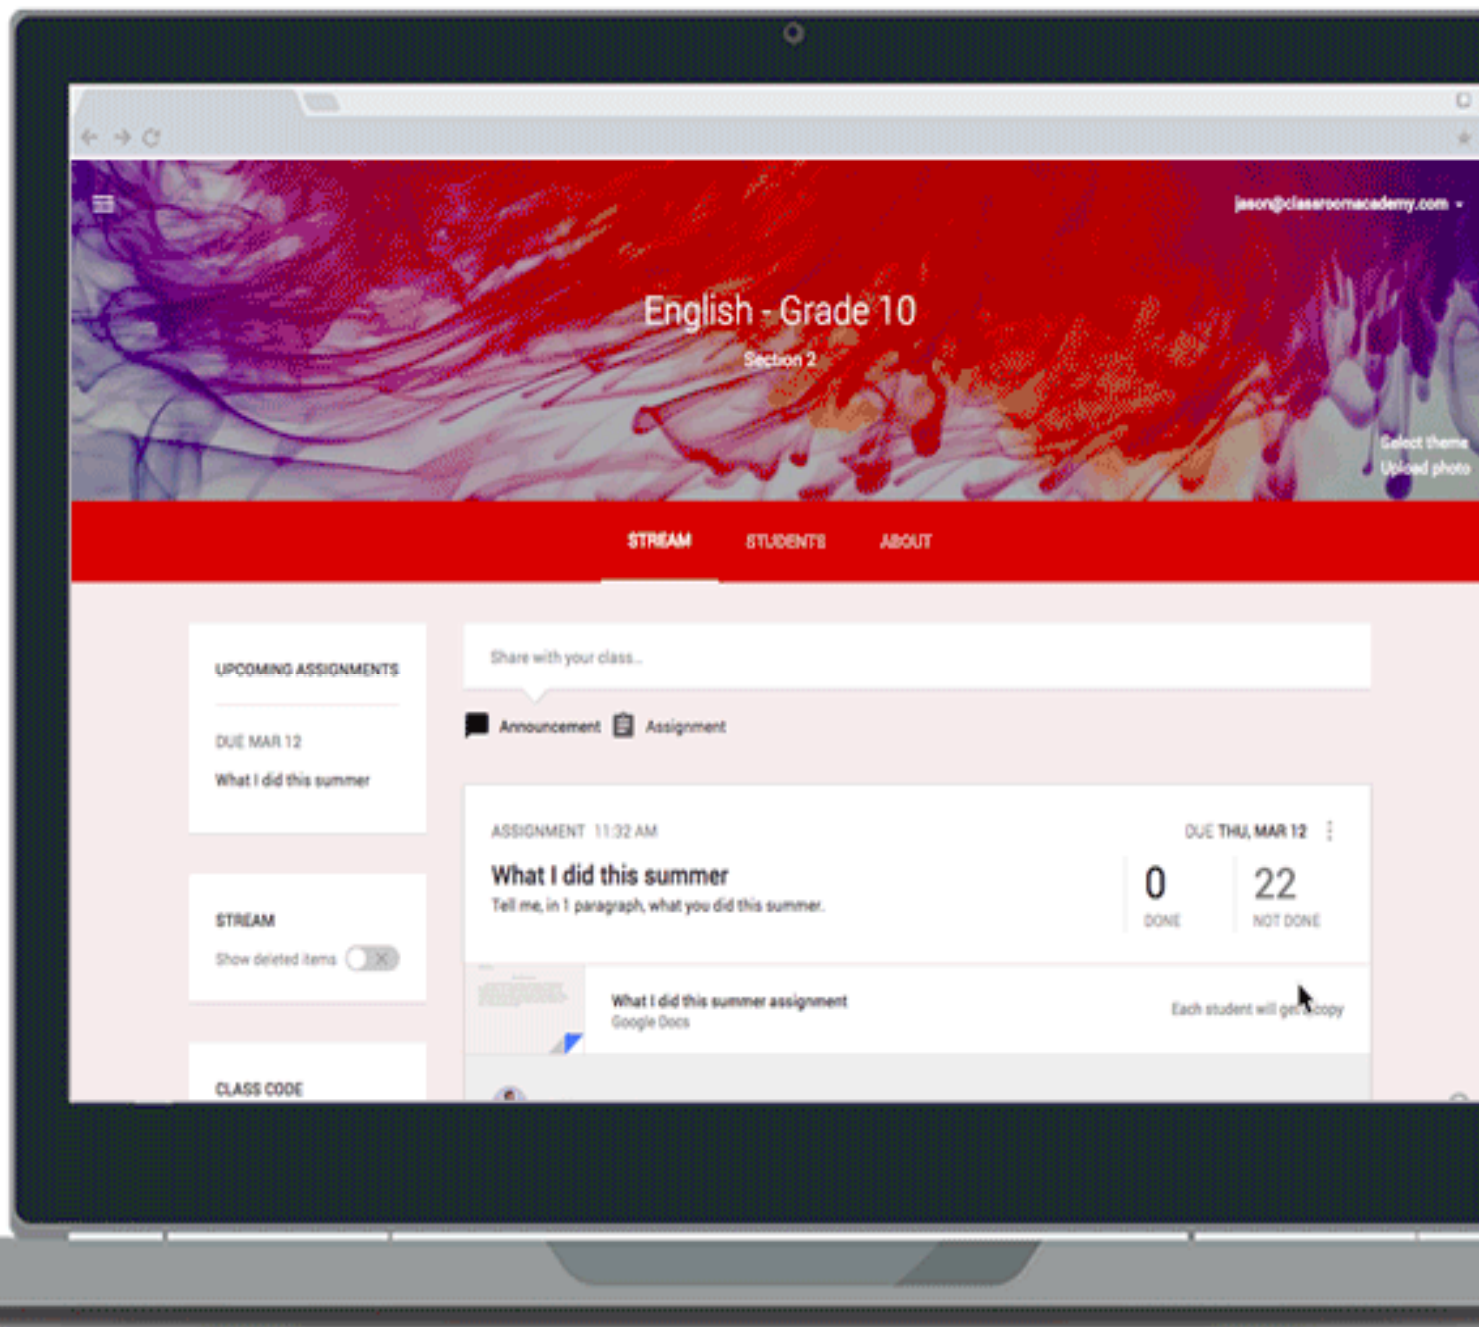 jason@classroomacademy.com
English - Grade 10
Section 2
Select theme
Upload photo
STREAM STUDENTS ABOUT
UPCOMING ASSIGNMENTS
DUE MAR 12
What I did this summer
STREAM
Show deleted items
CLASS CODE
Share with your class...
Announcement Assignment
ASSIGNMENT 11:32 AM DUE THU, MAR 12
What I did this summer
Tell me, in 1 paragraph, what you did this summer.
0 22
DONE NOT DONE
What I did this summer assignment
Google Docs
Each student will get a copy